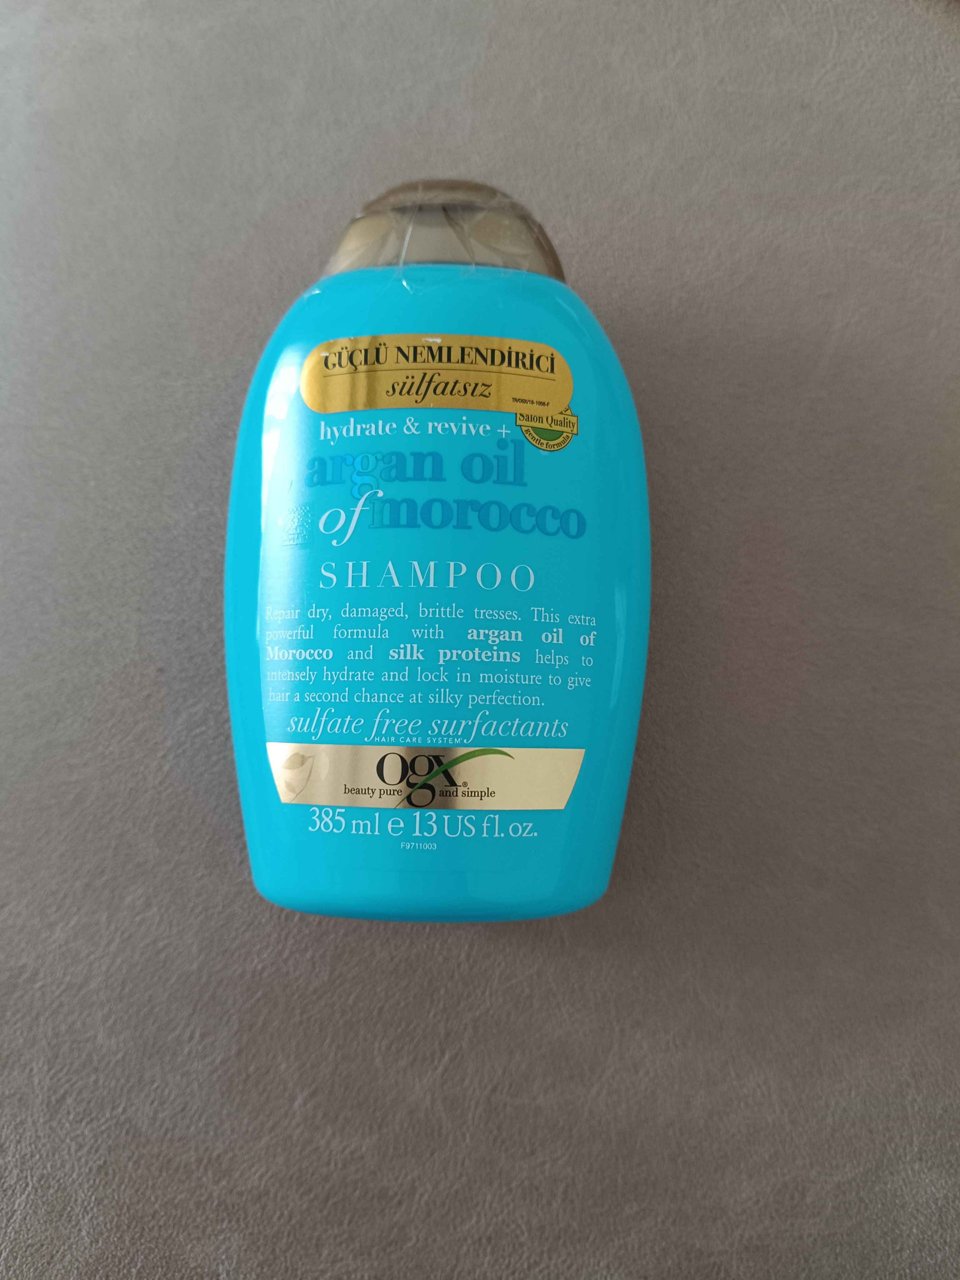 GÜÇLÜ NEMLENDİRİCİ
sülfatsız
Salon Quality
gentle formula
hydrate & revive +
argan oil
of morocco
SHAMPOO
Repair dry, damaged, brittle tresses. This extra
powerful formula with argan oil of
Morocco and silk proteins helps to
intensely hydrate and lock in moisture to give
hair a second chance at silky perfection.
sulfate free surfactants
HAIR CARE SYSTEM
ogx®
beauty pure and simple
385 ml e 13 US fl. oz.
F9711003